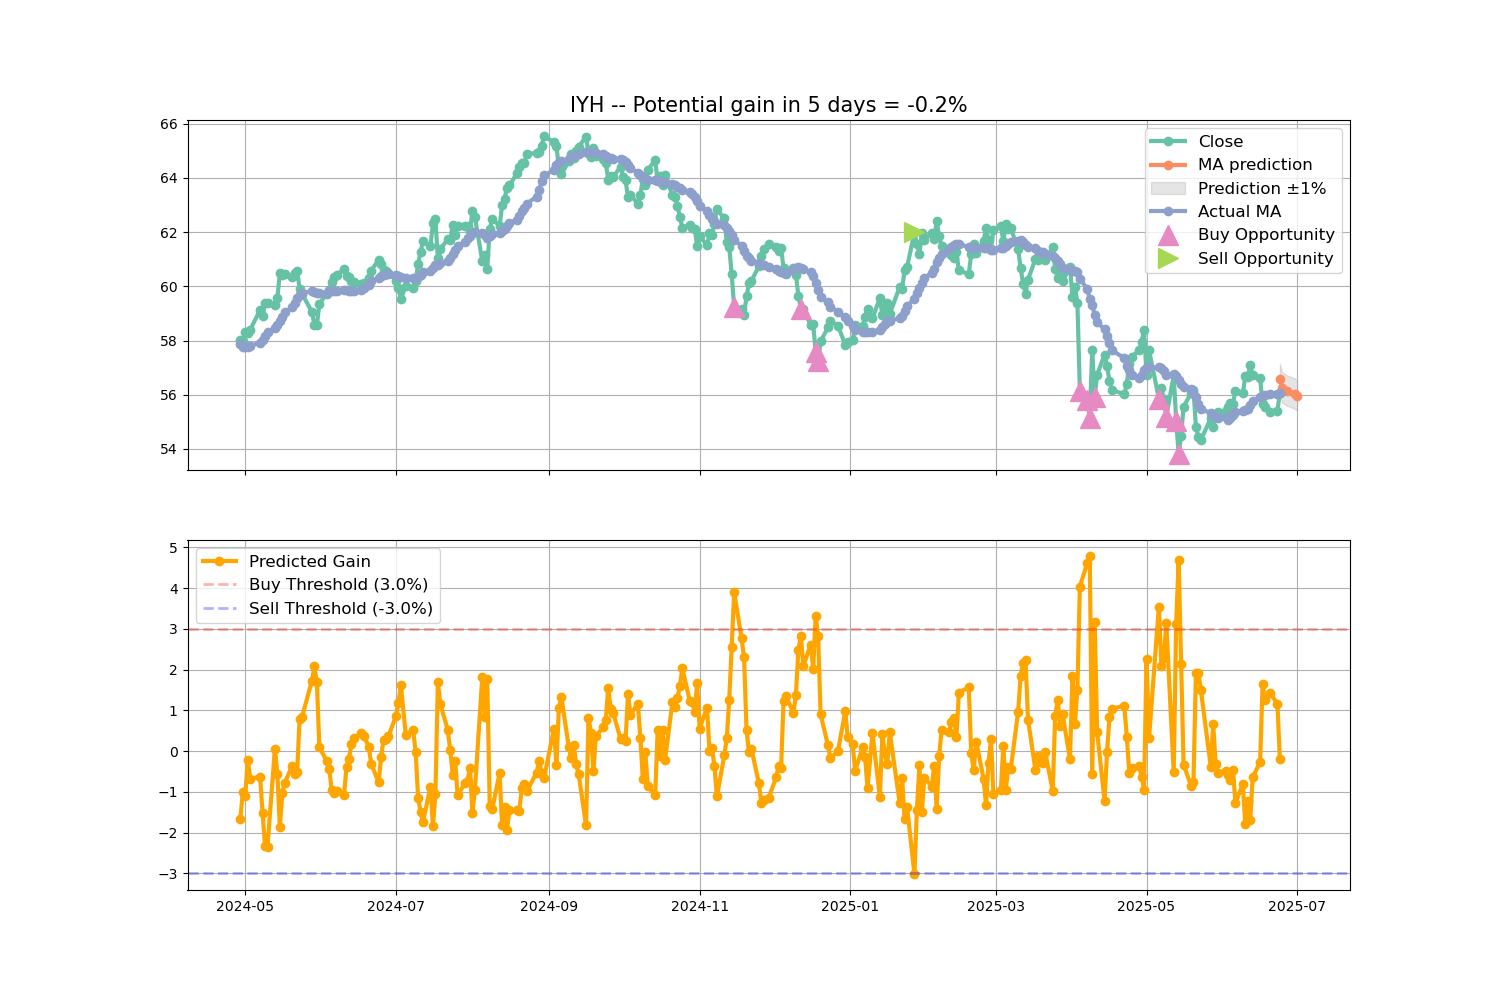 IYH -- Potential gain in 5 days = -0.2%
66
64
62
60
58
56
54
Close
MA prediction
Prediction ±1%
Actual MA
Buy Opportunity
Sell Opportunity
5
4
3
2
1
0
−1
−2
−3
Predicted Gain
Buy Threshold (3.0%)
Sell Threshold (-3.0%)
2024-05
2024-07
2024-09
2024-11
2025-01
2025-03
2025-05
2025-07